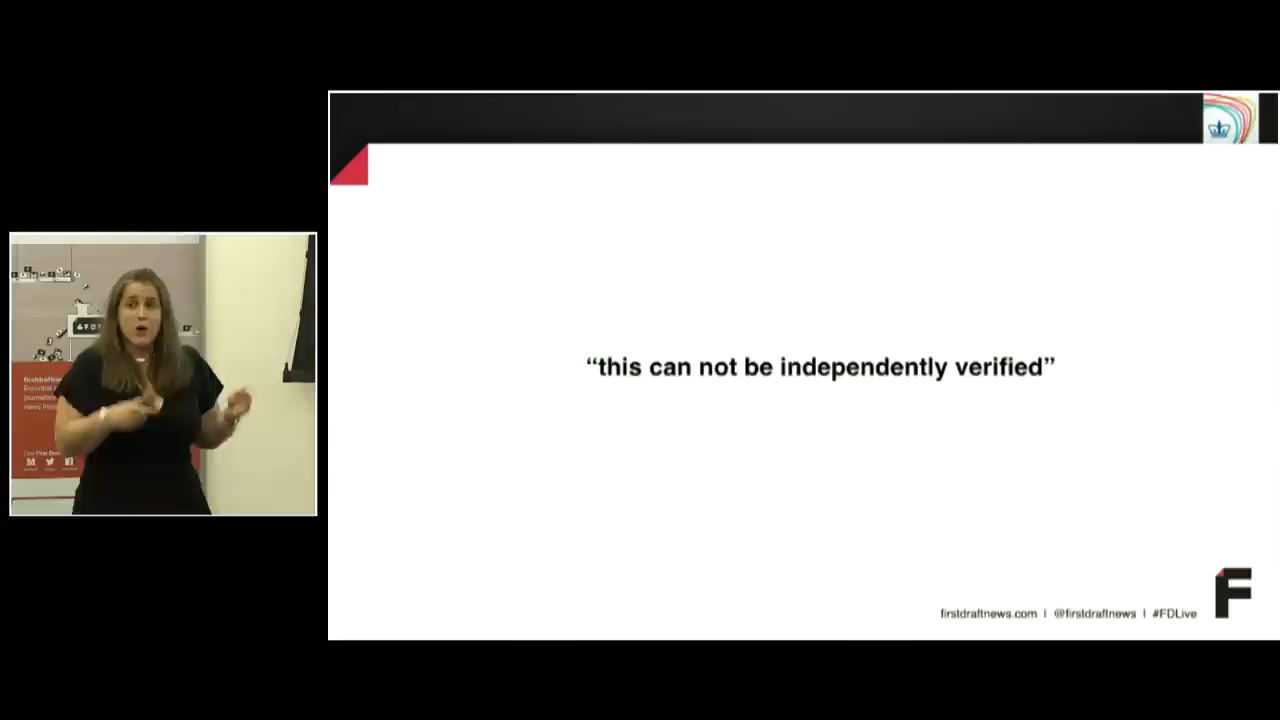 “this can not be independently verified”
firstdraftnews.com | @firstdraftnews | #FDLive
F